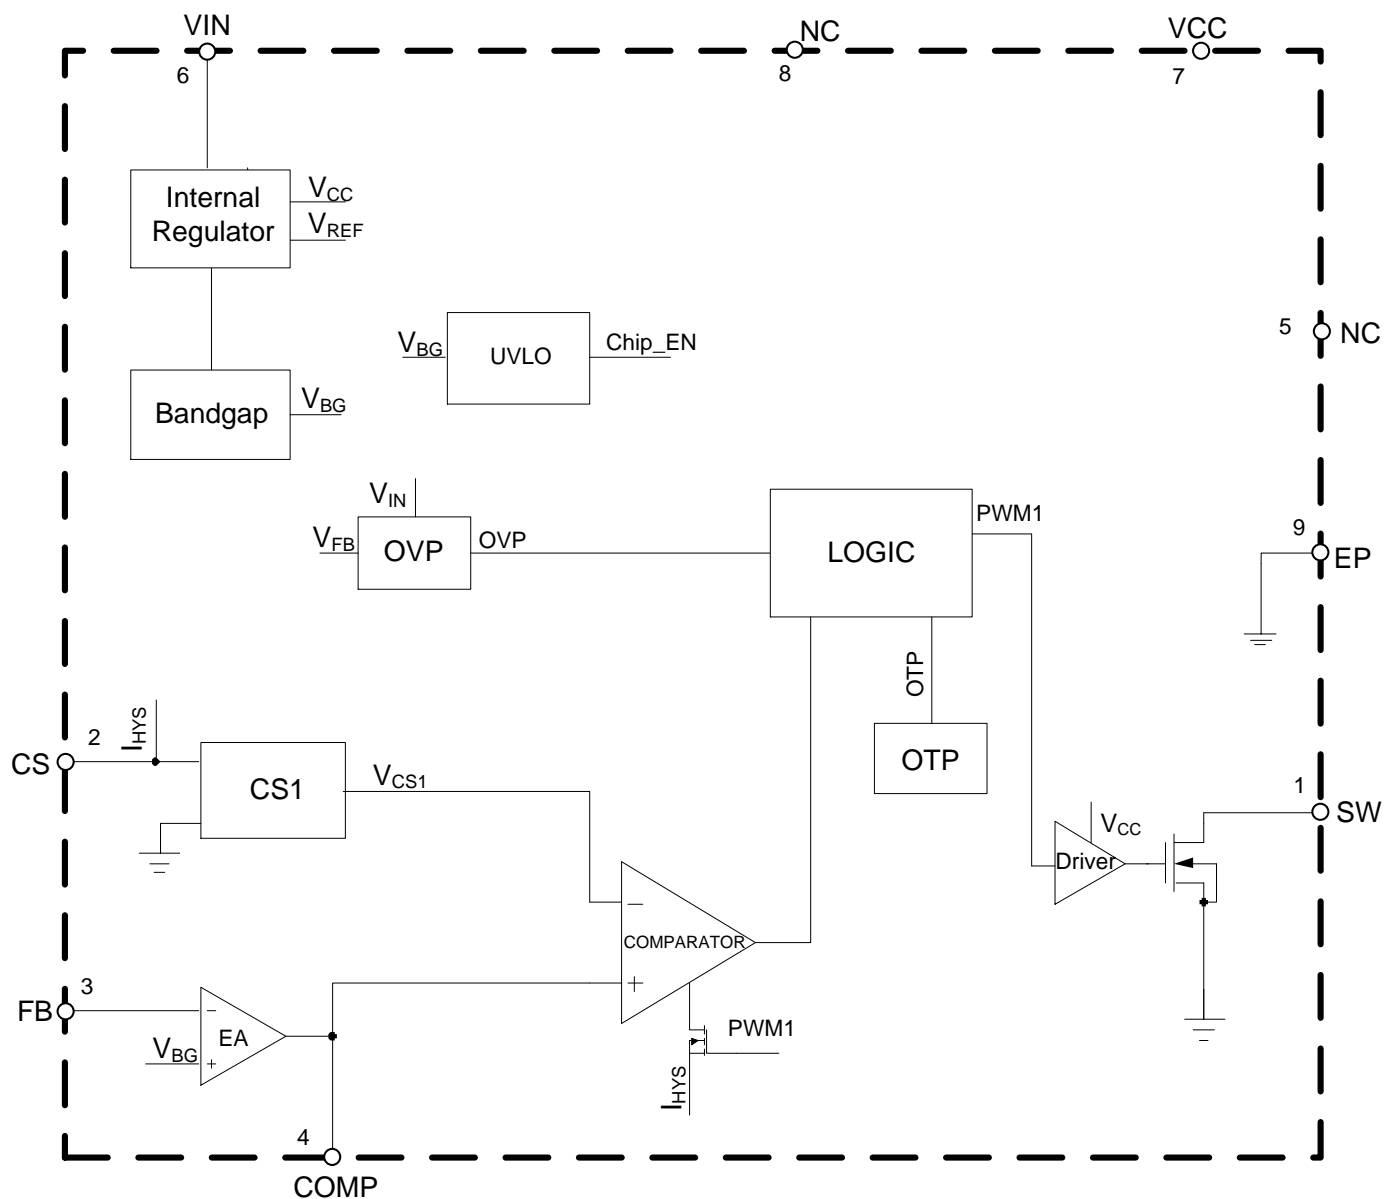 VIN
NC
VCC
6
8
7
Internal
Regulator
VCC
VREF
5
NC
VBG
UVLO
Chip_EN
Bandgap
VBG
VIN
VFB
OVP
OVP
LOGIC
PWM1
9
EP
OTP
OTP
CS
2
IHYS
CS1
VCS1
1
SW
VCC
Driver
−
COMPARATOR
+
FB
3
−
EA
VBG
+
PWM1
IHYS
4
COMP